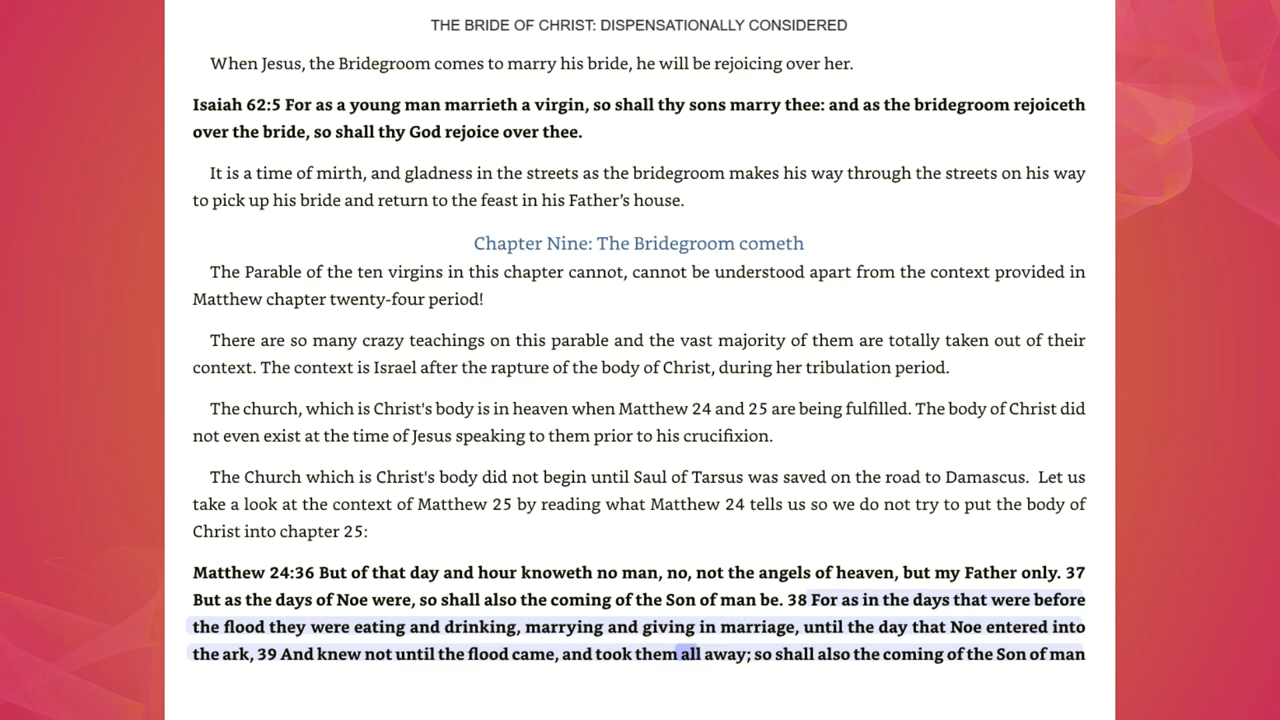 THE BRIDE OF CHRIST: DISPENSATIONALLY CONSIDERED
When Jesus, the Bridegroom comes to marry his bride, he will be rejoicing over her.
Isaiah 62:5 For as a young man marrieth a virgin, so shall thy sons marry thee: and as the bridegroom rejoiceth
over the bride, so shall thy God rejoice over thee.
It is a time of mirth, and gladness in the streets as the bridegroom makes his way through the streets on his way
to pick up his bride and return to the feast in his Father’s house.
Chapter Nine: The Bridegroom cometh
The Parable of the ten virgins in this chapter cannot, cannot be understood apart from the context provided in
Matthew chapter twenty-four period!
There are so many crazy teachings on this parable and the vast majority of them are totally taken out of their
context. The context is Israel after the rapture of the body of Christ, during her tribulation period.
The church, which is Christ's body is in heaven when Matthew 24 and 25 are being fulfilled. The body of Christ did
not even exist at the time of Jesus speaking to them prior to his crucifixion.
The Church which is Christ's body did not begin until Saul of Tarsus was saved on the road to Damascus. Let us
take a look at the context of Matthew 25 by reading what Matthew 24 tells us so we do not try to put the body of
Christ into chapter 25:
Matthew 24:36 But of that day and hour knoweth no man, no, not the angels of heaven, but my Father only. 37
But as the days of Noe were, so shall also the coming of the Son of man be. 38 For as in the days that were before
the flood they were eating and drinking, marrying and giving in marriage, until the day that Noe entered into
the ark, 39 And knew not until the flood came, and took them all away; so shall also the coming of the Son of man